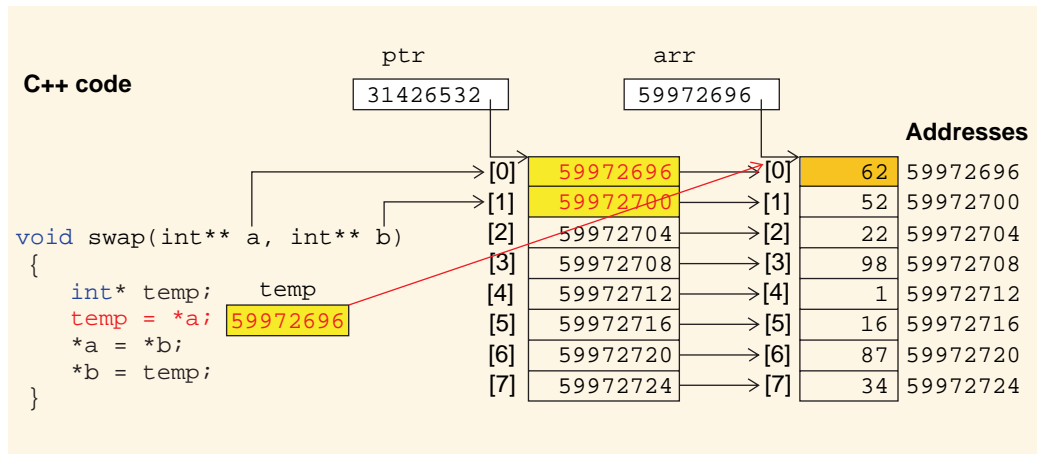 ptr arr
C++ code
31426532 59972696
Addresses
[0] 59972696 [0] 62 59972696
[1] 59972700 [1] 52 59972700
void swap(int** a, int** b) [2] 59972704 [2] 22 59972704
{ [3] 59972708 [3] 98 59972708
int* temp; temp [4] 59972712 [4] 1 59972712
temp = *a; 59972696 [5] 59972716 [5] 16 59972716
*a = *b; [6] 59972720 [6] 87 59972720
*b = temp; [7] 59972724 [7] 34 59972724
}